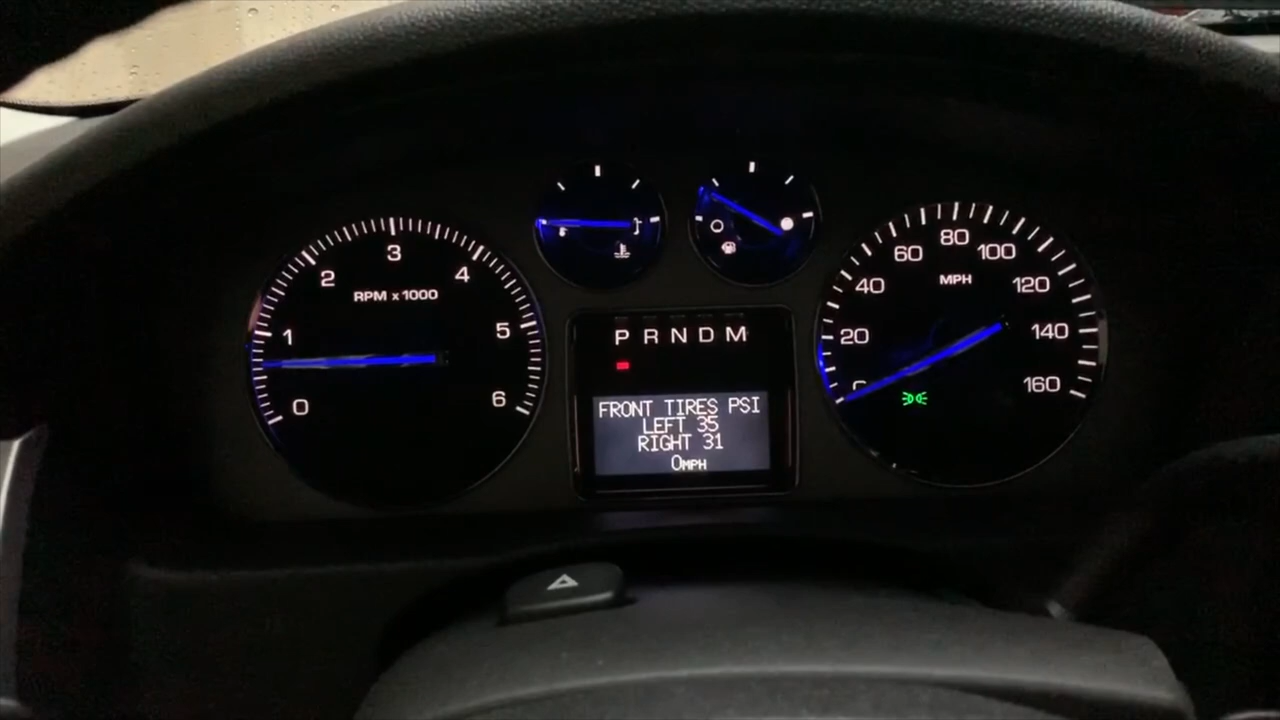 0 1 2 3 4 5 6
RPM x 1000
P R N D M
FRONT TIRES PSI
LEFT 35
RIGHT 31
0MPH
0 20 40 60 80 100 120 140 160
MPH